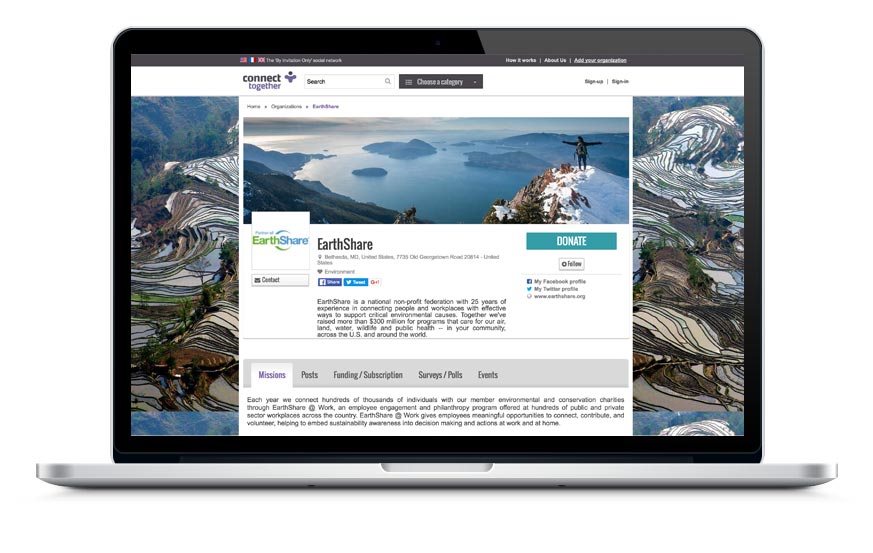 The 'By Invitation Only' social network
How it works | About Us | Add your organization
connect
together
Search
Choose a category
Sign-up | Sign-in
Home » Organizations » EarthShare
Partner of
EarthShare
EarthShare
Bethesda, MD, United States, 7735 Old Georgetown Road 20814 - United
States
Environment
Share Tweet G+1
Contact
DONATE
Follow
My Facebook profile
My Twitter profile
www.earthshare.org
EarthShare is a national non-profit federation with 25 years of
experience in connecting people and workplaces with effective
ways to support critical environmental causes. Together we've
raised more than $300 million for programs that care for our air,
land, water, wildlife and public health – in your community,
across the U.S. and around the world.
Missions Posts Funding / Subscription Surveys / Polls Events
Each year we connect hundreds of thousands of individuals with our member environmental and conservation charities
through EarthShare @ Work, an employee engagement and philanthropy program offered at hundreds of public and private
sector workplaces across the country. EarthShare @ Work gives employees meaningful opportunities to connect, contribute, and
volunteer, helping to embed sustainability awareness into decision making and actions at work and at home.